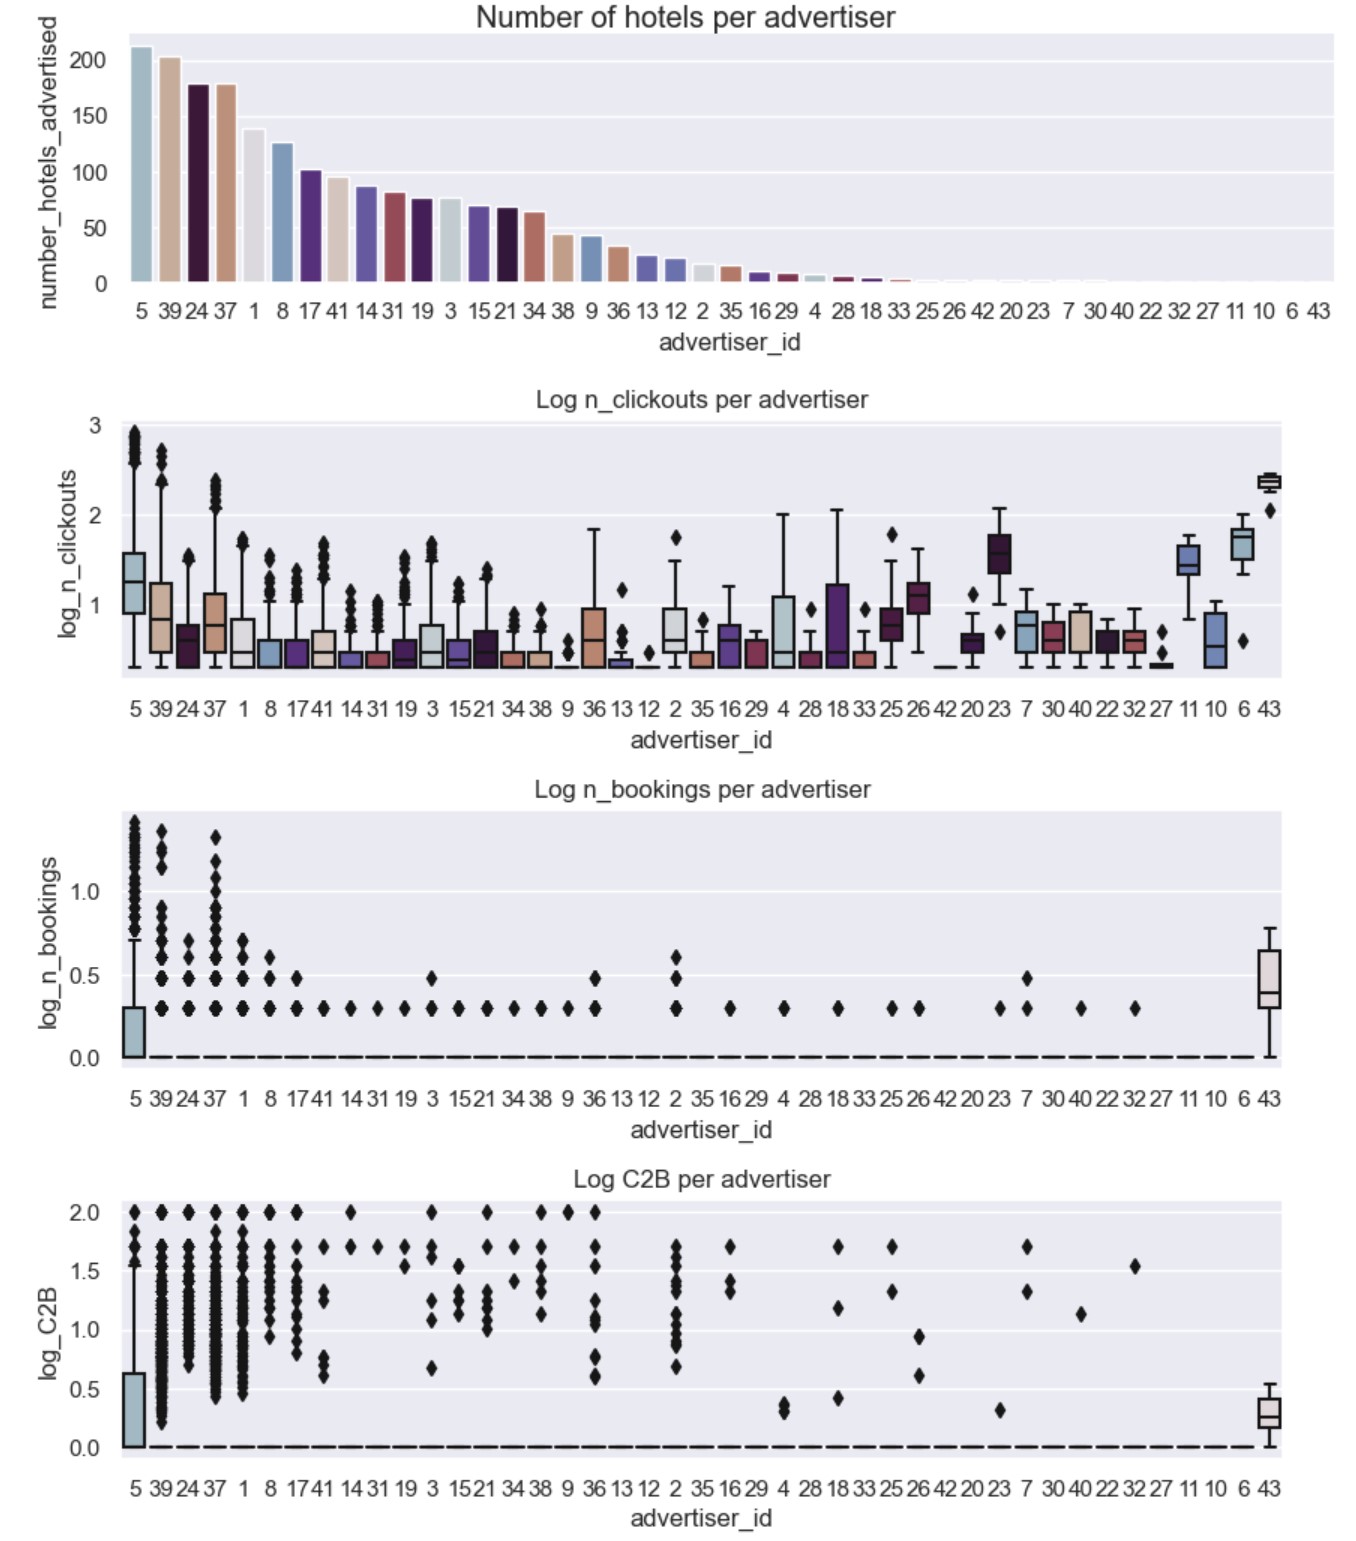 Number of hotels per advertiser
number_hotels_advertised
200
150
100
50
0
5 39 24 37 1 8 17 41 14 31 19 3 15 21 34 38 9 36 13 12 2 35 16 29 4 28 18 33 25 26 42 20 23 7 30 40 22 32 27 11 10 6 43
advertiser_id
Log n_clickouts per advertiser
log_n_clickouts
3
2
1
5 39 24 37 1 8 17 41 14 31 19 3 15 21 34 38 9 36 13 12 2 35 16 29 4 28 18 33 25 26 42 20 23 7 30 40 22 32 27 11 10 6 43
advertiser_id
Log n_bookings per advertiser
log_n_bookings
1.0
0.5
0.0
5 39 24 37 1 8 17 41 14 31 19 3 15 21 34 38 9 36 13 12 2 35 16 29 4 28 18 33 25 26 42 20 23 7 30 40 22 32 27 11 10 6 43
advertiser_id
Log C2B per advertiser
log_C2B
2.0
1.5
1.0
0.5
0.0
5 39 24 37 1 8 17 41 14 31 19 3 15 21 34 38 9 36 13 12 2 35 16 29 4 28 18 33 25 26 42 20 23 7 30 40 22 32 27 11 10 6 43
advertiser_id